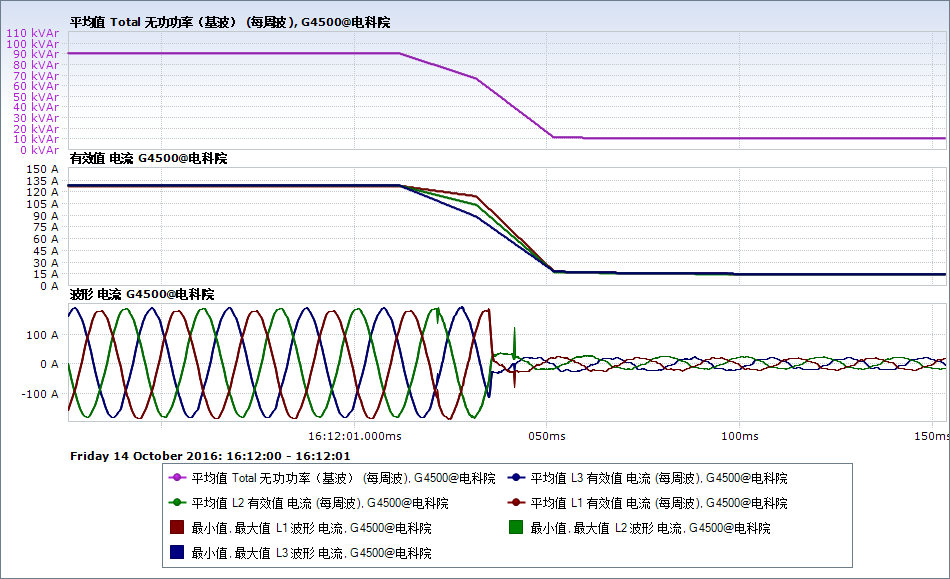 平均值 Total 无功功率（基波） (每周波), G4500@电科院
110 kVAr
100 kVAr
90 kVAr
80 kVAr
70 kVAr
60 kVAr
50 kVAr
40 kVAr
30 kVAr
20 kVAr
10 kVAr
0 kVAr
有效值 电流 G4500@电科院
150 A
135 A
120 A
105 A
90 A
75 A
60 A
45 A
30 A
15 A
0 A
波形 电流 G4500@电科院
100 A
0 A
-100 A
16:12:01.000ms 050ms 100ms 150ms
Friday 14 October 2016: 16:12:00 - 16:12:01
平均值 Total 无功功率（基波） (每周波), G4500@电科院 平均值 L3 有效值 电流 (每周波), G4500@电科院
平均值 L2 有效值 电流 (每周波), G4500@电科院 平均值 L1 有效值 电流 (每周波), G4500@电科院
最小值, 最大值 L1波形 电流, G4500@电科院 最小值, 最大值 L2波形 电流, G4500@电科院
最小值, 最大值 L3波形 电流, G4500@电科院